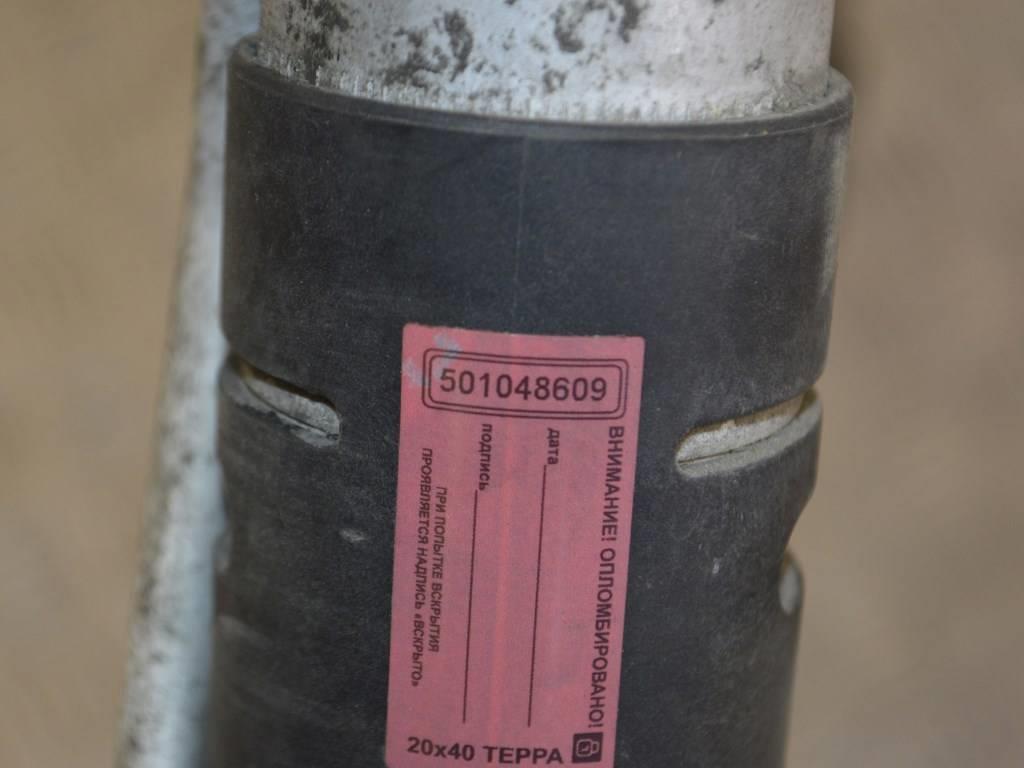 501048609
ВНИМАНИЕ! ОПЛОМБИРОВАНО!
дата
подпись
ПРИ ПОПЫТКЕ ВСКРЫТИЯ
ПРОЯВЛЯЕТСЯ НАДПИСЬ «ВСКРЫТО»
20х40 ТЕРРА